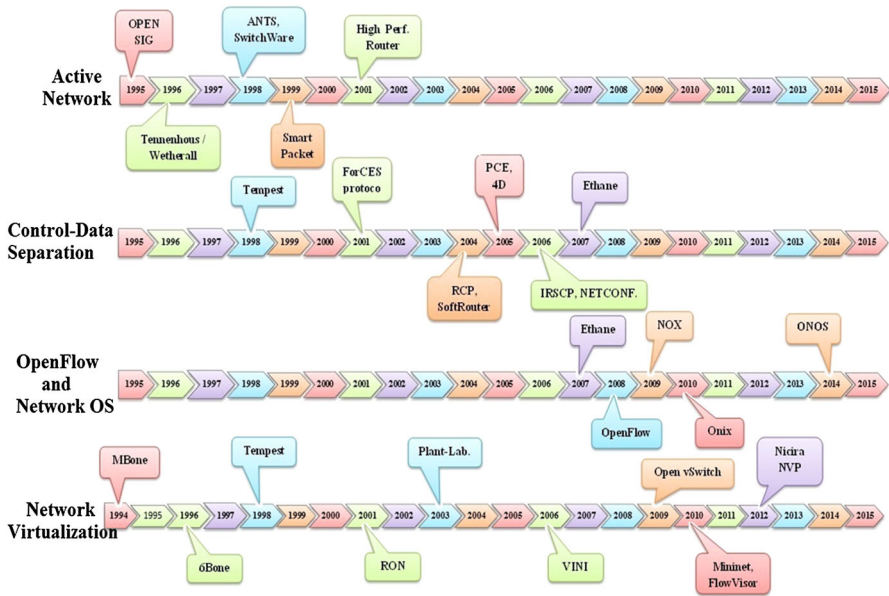 OPEN
SIG
ANTS,
SwitchWare
High Perf.
Router
Active
Network
1995 1996 1997 1998 1999 2000 2001 2002 2003 2004 2005 2006 2007 2008 2009 2010 2011 2012 2013 2014 2015
Tennenhous /
Wetherall
Smart
Packet
Tempest
ForCES
protoco
PCE,
4D
Ethane
Control-Data
Separation
1995 1996 1997 1998 1999 2000 2001 2002 2003 2004 2005 2006 2007 2008 2009 2010 2011 2012 2013 2014 2015
RCP,
SoftRouter
IRSCP, NETCONF.
Ethane
NOX
ONOS
OpenFlow
and
Network OS
1995 1996 1997 1998 1999 2000 2001 2002 2003 2004 2005 2006 2007 2008 2009 2010 2011 2012 2013 2014 2015
OpenFlow
Onix
MBone
Tempest
Plant-Lab.
Open vSwitch
Nicira
NVP
Network
Virtualization
1994 1995 1996 1997 1998 1999 2000 2001 2002 2003 2004 2005 2006 2007 2008 2009 2010 2011 2012 2013 2014 2015
6Bone
RON
VINI
Mininet,
FlowVisor